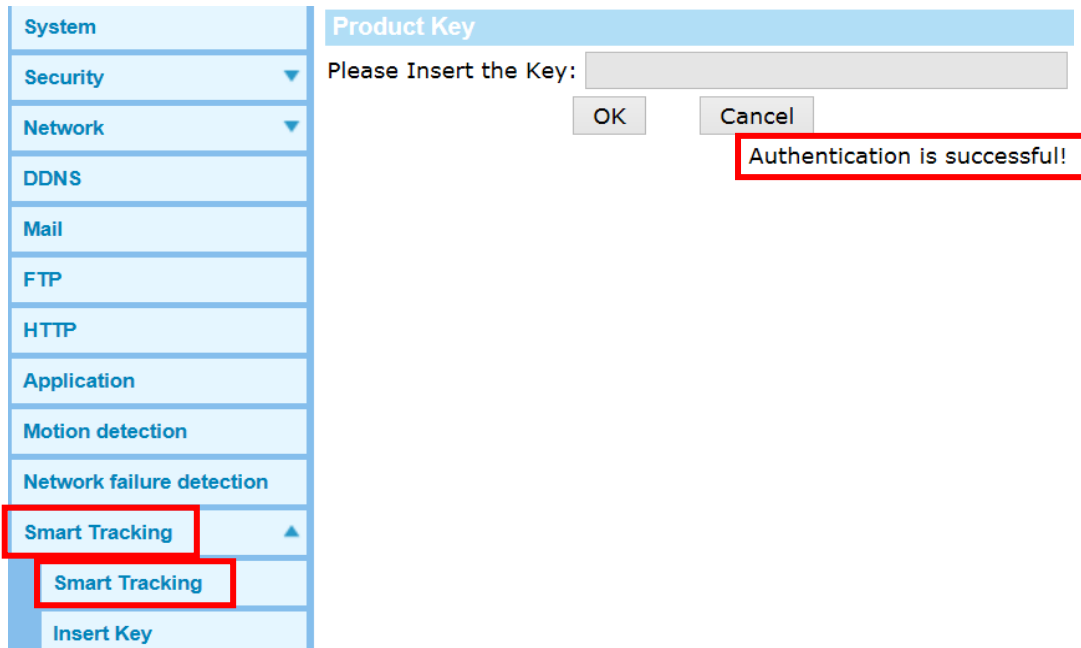 System
Security
Network
DDNS
Mail
FTP
HTTP
Application
Motion detection
Network failure detection
Smart Tracking
Smart Tracking
Insert Key
Product Key
Please Insert the Key:
OK Cancel
Authentication is successful!